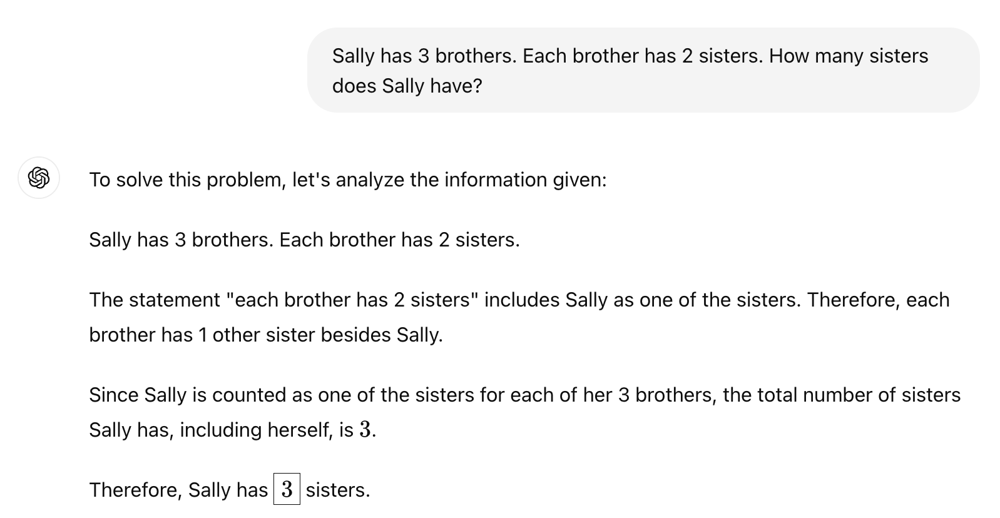 Sally has 3 brothers. Each brother has 2 sisters. How many sisters
does Sally have?
To solve this problem, let's analyze the information given:
Sally has 3 brothers. Each brother has 2 sisters.
The statement "each brother has 2 sisters" includes Sally as one of the sisters. Therefore, each
brother has 1 other sister besides Sally.
Since Sally is counted as one of the sisters for each of her 3 brothers, the total number of sisters
Sally has, including herself, is 3.
Therefore, Sally has 3 sisters.